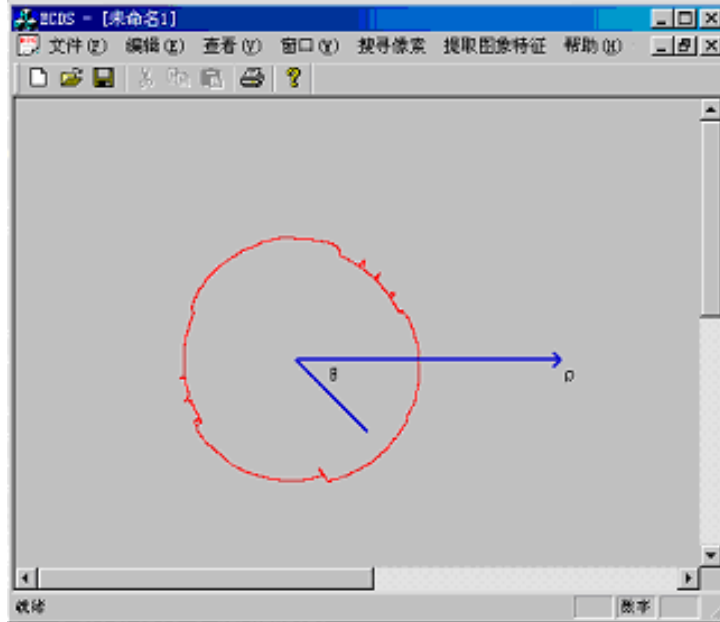 ECDS - [未命名1]
文件(F) 编辑(E) 查看(V) 窗口(W) 搜寻像素 提取图象特征 帮助(H)
θ
ρ
就绪
数字